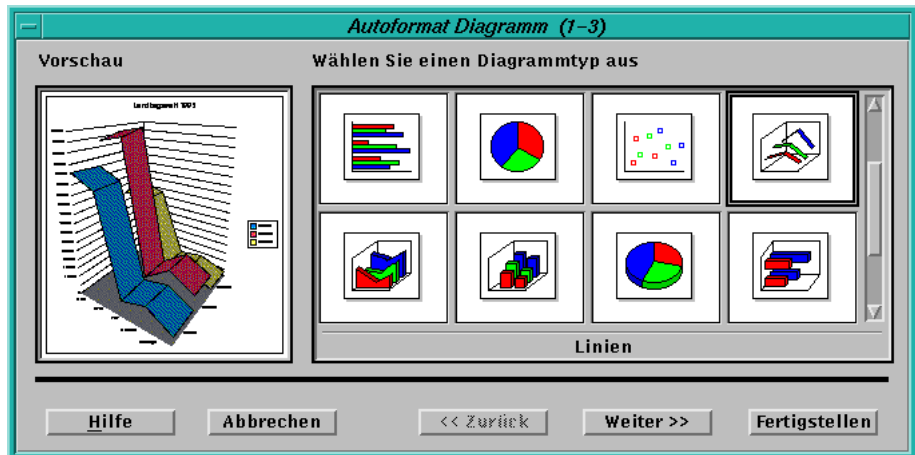 Autoformat Diagramm (1-3)
Vorschau
Wählen Sie einen Diagrammtyp aus
Linien
Hilfe
Abbrechen
<< Zurück
Weiter >>
Fertigstellen